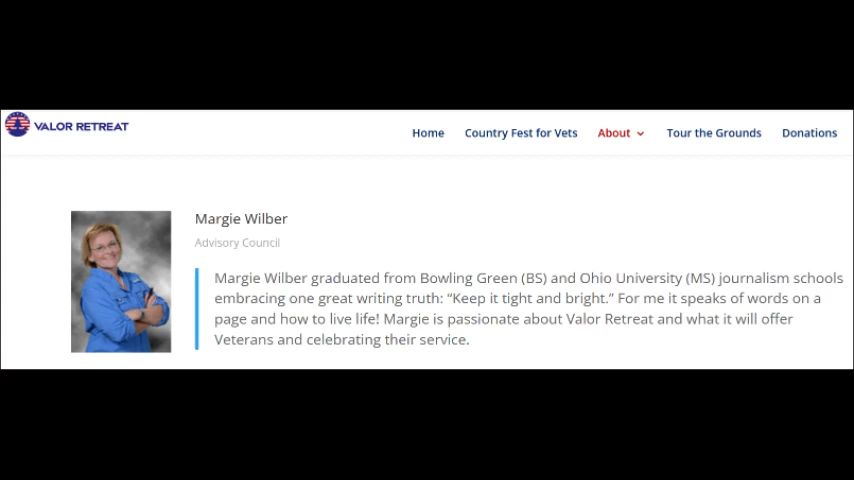 VALOR RETREAT
Home Country Fest for Vets About Tour the Grounds Donations
Margie Wilber
Advisory Council
Margie Wilber graduated from Bowling Green (BS) and Ohio University (MS) journalism schools
embracing one great writing truth: “Keep it tight and bright.” For me it speaks of words on a
page and how to live life! Margie is passionate about Valor Retreat and what it will offer
Veterans and celebrating their service.